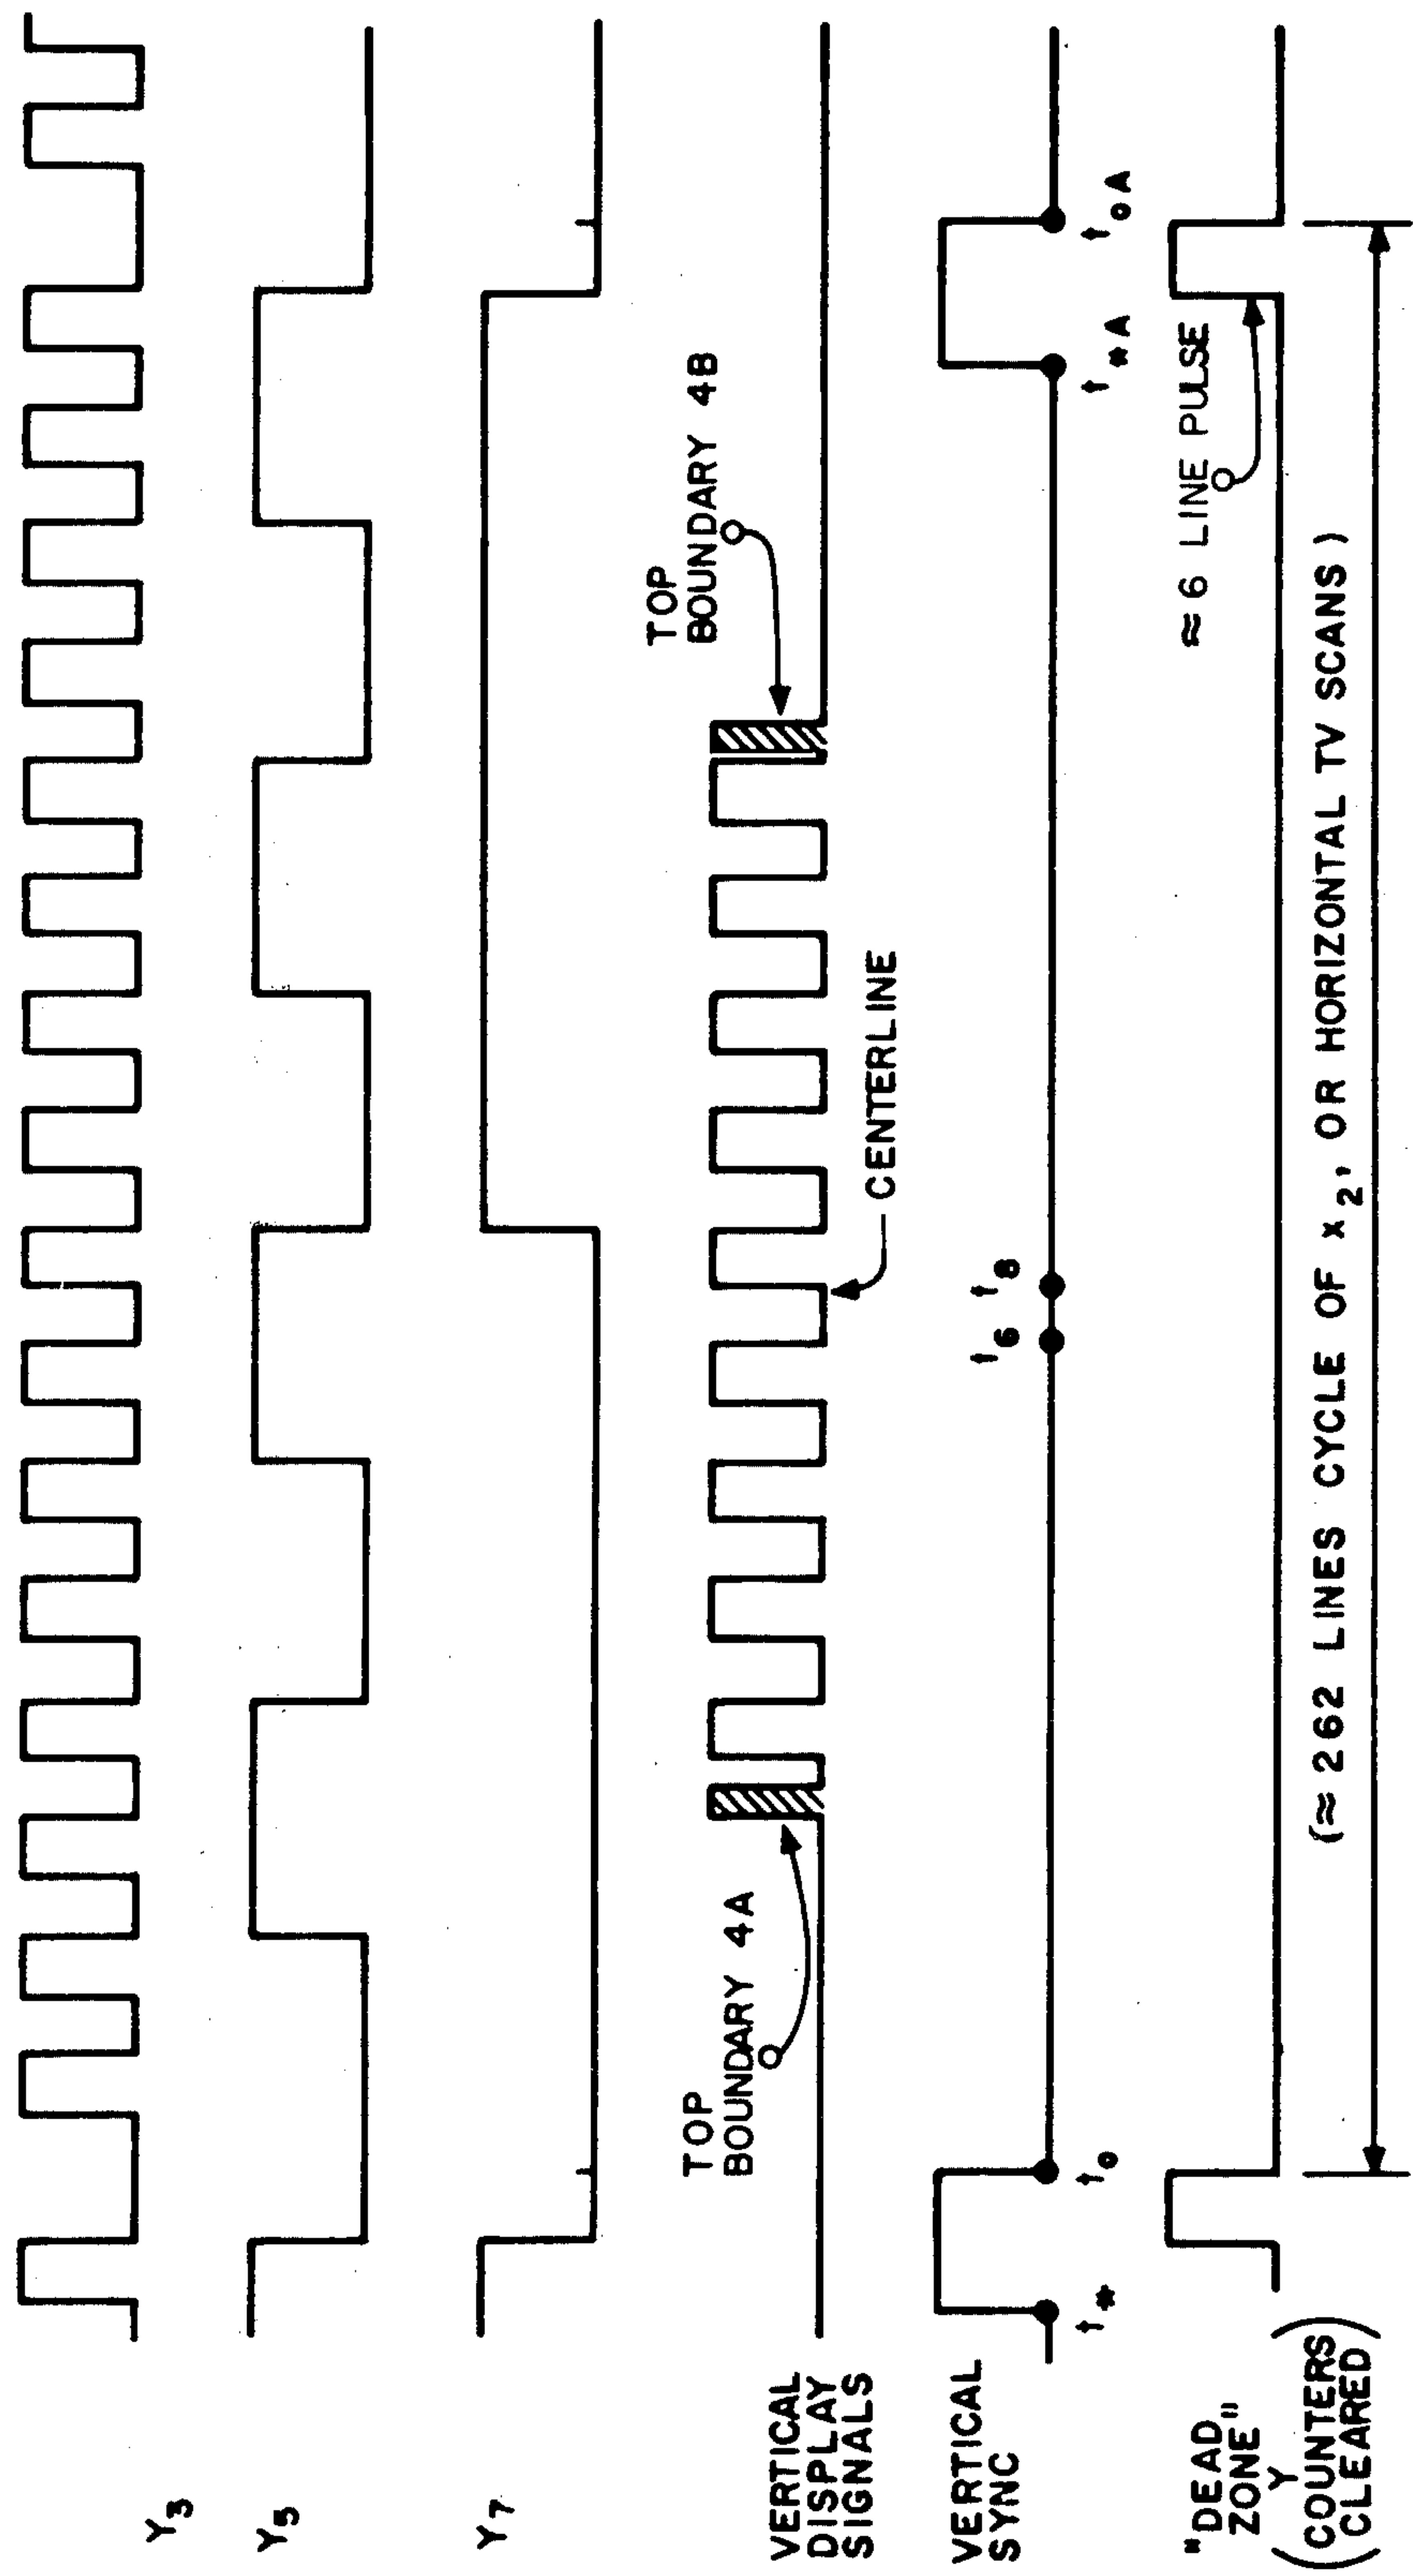 Y3
Y5
Y7
VERTICAL
DISPLAY
SIGNALS
TOP
BOUNDARY 4A
TOP
BOUNDARY 4B
CENTERLINE
VERTICAL
SYNC
t*
t0
t6
t8
t*A
t0A
"DEAD
ZONE"
Y
(COUNTERS
CLEARED)
≈ 6 LINE PULSE
(≈ 262 LINES CYCLE OF x2, OR HORIZONTAL TV SCANS)